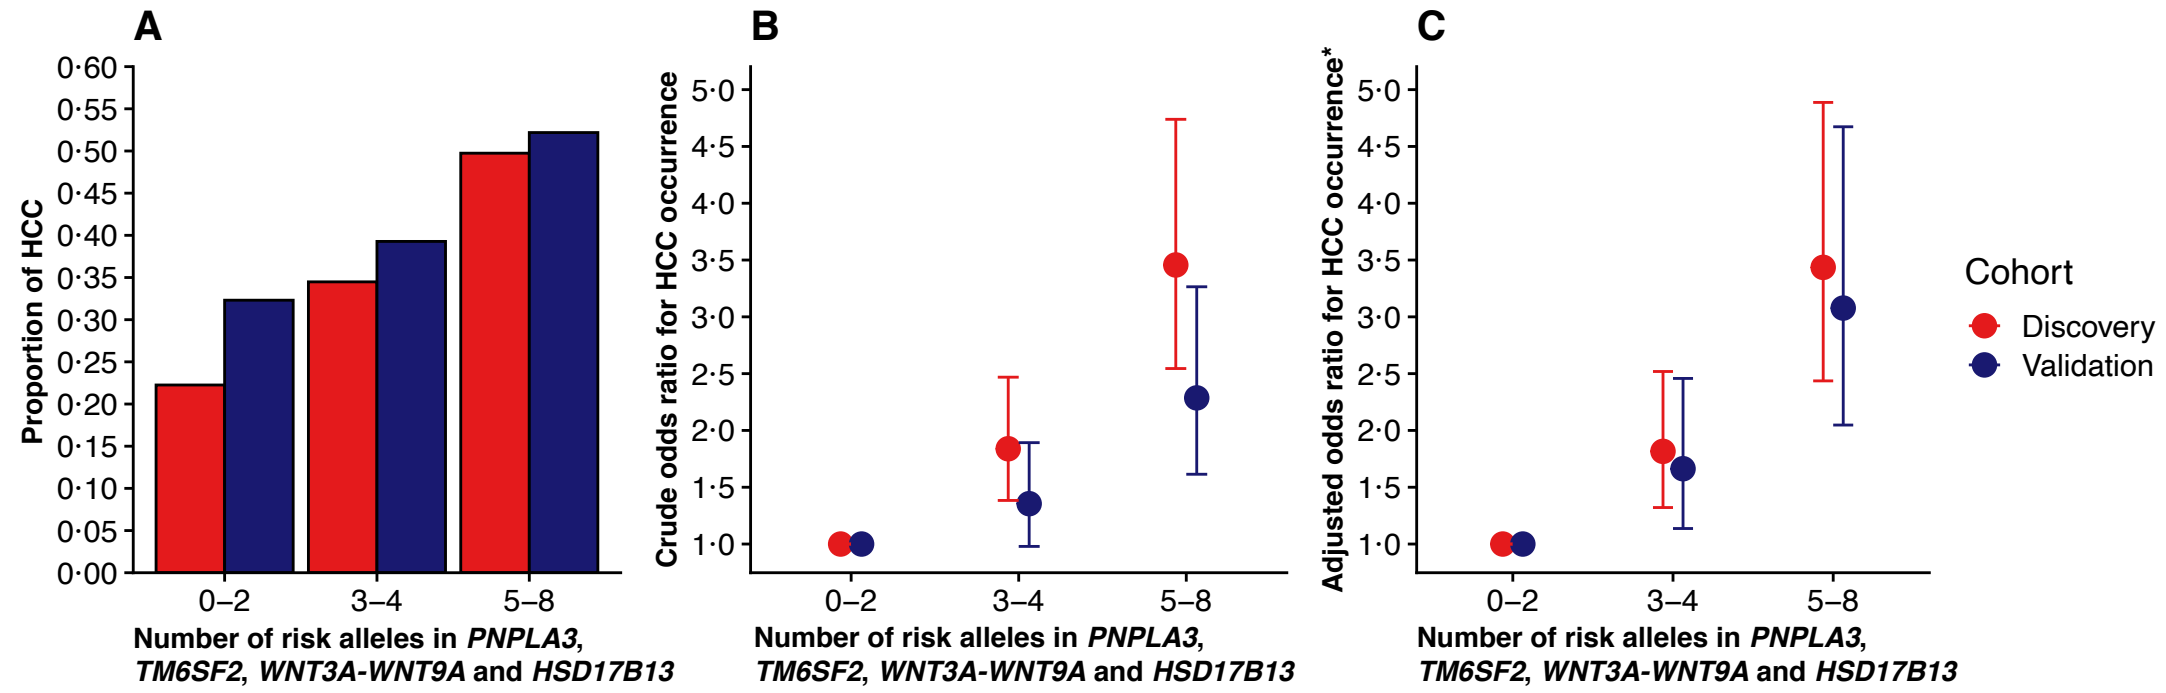 A
Proportion of HCC
0·60
0·55
0·50
0·45
0·40
0·35
0·30
0·25
0·20
0·15
0·10
0·05
0·00
0–2
3–4
5–8
Number of risk alleles in PNPLA3,
TM6SF2, WNT3A-WNT9A and HSD17B13
B
Crude odds ratio for HCC occurrence
5·0
4·5
4·0
3·5
3·0
2·5
2·0
1·5
1·0
0–2
3–4
5–8
Number of risk alleles in PNPLA3,
TM6SF2, WNT3A-WNT9A and HSD17B13
C
Adjusted odds ratio for HCC occurrence*
5·0
4·5
4·0
3·5
3·0
2·5
2·0
1·5
1·0
0–2
3–4
5–8
Number of risk alleles in PNPLA3,
TM6SF2, WNT3A-WNT9A and HSD17B13
Cohort
Discovery
Validation